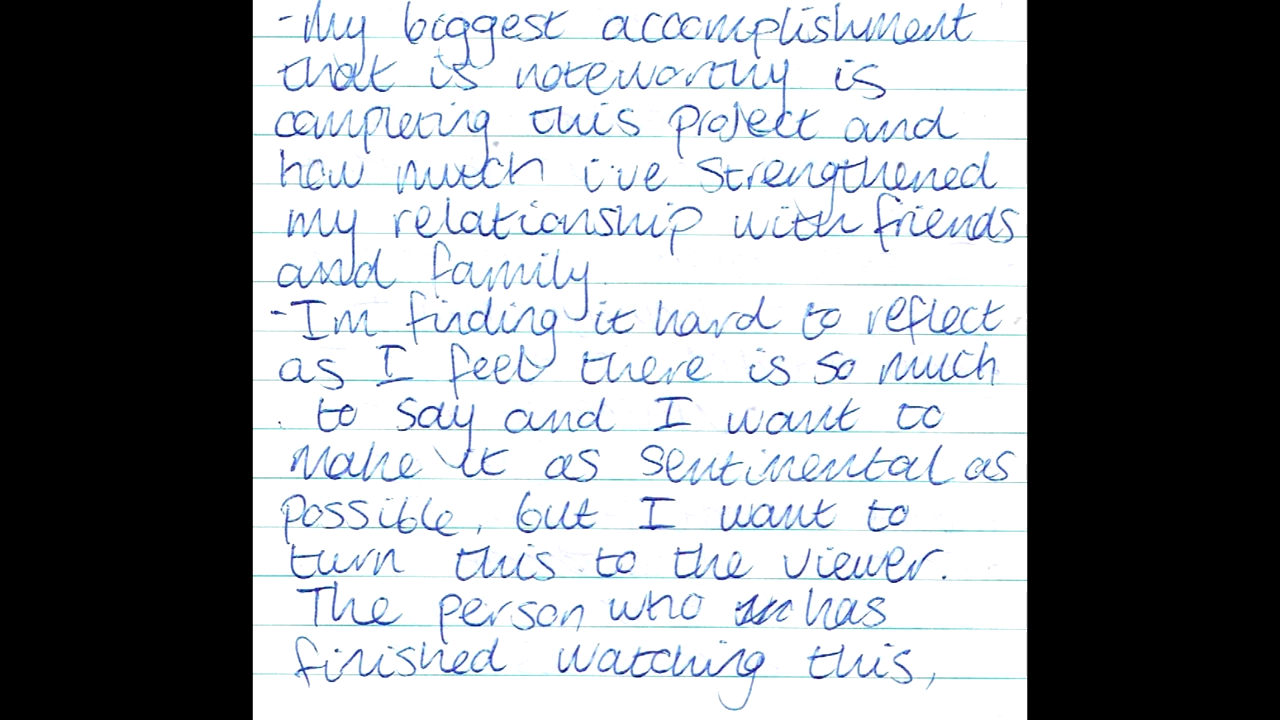 -My biggest accomplishment
that is noteworthy is
completing this project and
how much i've strengthened
my relationship with friends
and family.
-Im finding it hard to reflect
as I feel there is so much
to say and I want to
make it as sentimental as
possible, but I want to
turn this to the viewer.
The person who has
finished watching this,